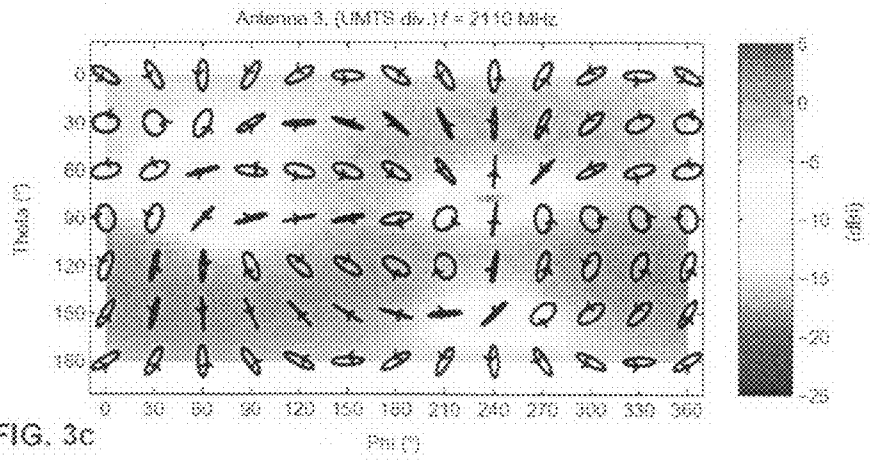 Antenna 3, (UMTS div.) f = 2110 MHz
5
0
0
30
-5
60
Theta (°)
90
-10
(dBi)
120
-15
150
-20
180
-25
0 30 60 90 120 150 180 210 240 270 300 330 360
FIG. 3c
Phi (°)